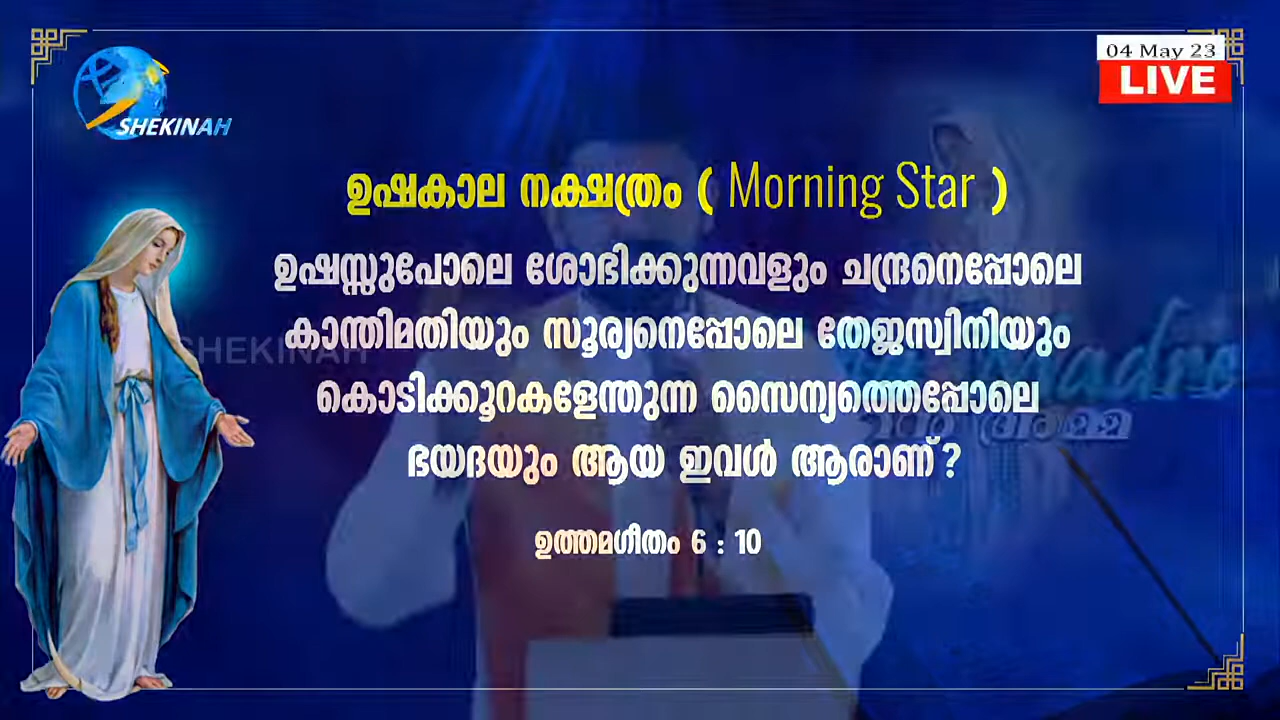 04 May 23
LIVE
SHEKINAH
ഉഷകാല നക്ഷത്രം ( Morning Star )
ഉഷസ്സുപോലെ ശോഭിക്കുന്നവളും ചന്ദ്രനെപ്പോലെ
കാന്തിമതിയും സൂര്യനെപ്പോലെ തേജസ്വിനിയും
SHEKINAH
കൊടിക്കൂറകളേന്തുന്ന സൈന്യത്തെപ്പോലെ
ഭയദയും ആയ ഇവൾ ആരാണ് ?
ഉത്തമഗീതം 6 : 10